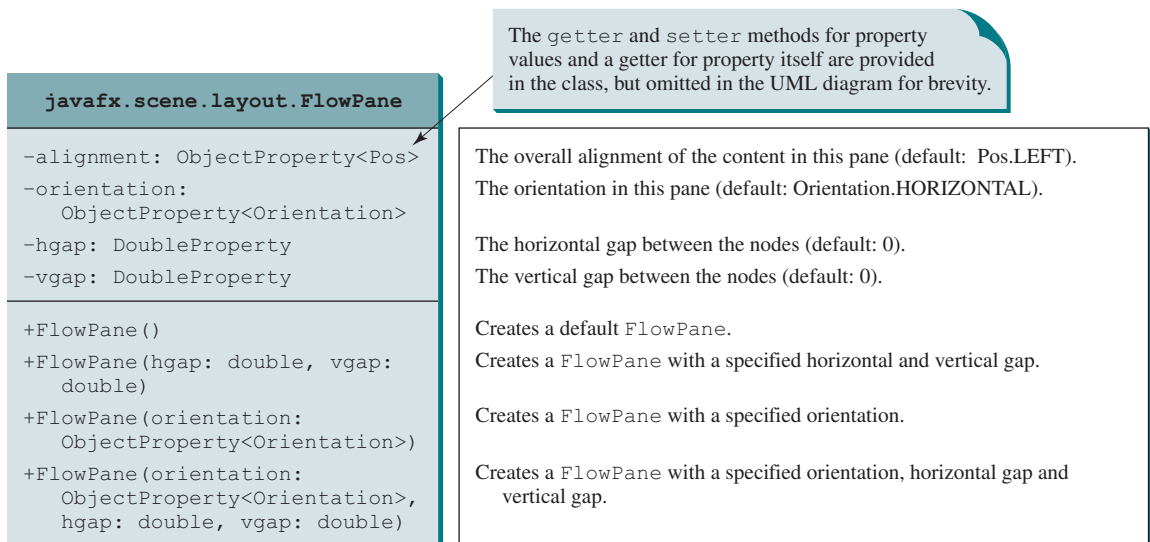 The getter and setter methods for property
values and a getter for property itself are provided
in the class, but omitted in the UML diagram for brevity.
javafx.scene.layout.FlowPane
-alignment: ObjectProperty<Pos>
The overall alignment of the content in this pane (default: Pos.LEFT).
-orientation:
ObjectProperty<Orientation>
The orientation in this pane (default: Orientation.HORIZONTAL).
-hgap: DoubleProperty
The horizontal gap between the nodes (default: 0).
-vgap: DoubleProperty
The vertical gap between the nodes (default: 0).
+FlowPane()
Creates a default FlowPane.
+FlowPane(hgap: double, vgap:
double)
Creates a FlowPane with a specified horizontal and vertical gap.
+FlowPane(orientation:
ObjectProperty<Orientation>)
Creates a FlowPane with a specified orientation.
+FlowPane(orientation:
ObjectProperty<Orientation>,
hgap: double, vgap: double)
Creates a FlowPane with a specified orientation, horizontal gap and
vertical gap.